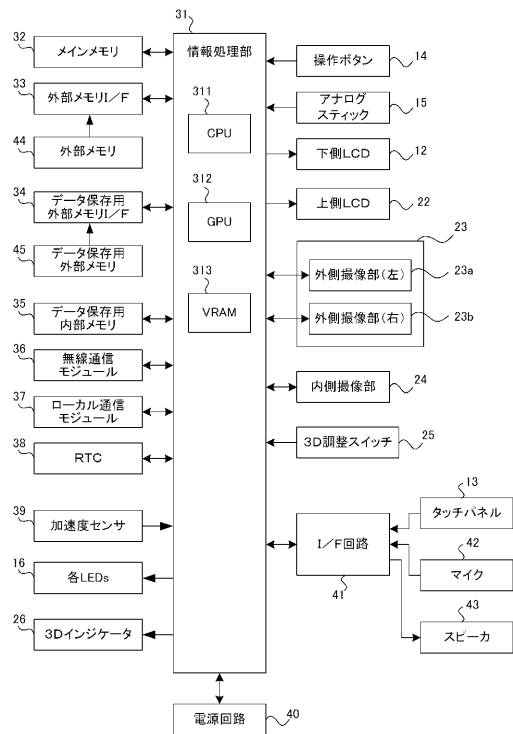 31
32
メインメモリ
33
外部メモリI/F
44
外部メモリ
34
データ保存用
外部メモリI/F
45
データ保存用
外部メモリ
35
データ保存用
内部メモリ
36
無線通信
モジュール
37
ローカル通信
モジュール
38
RTC
39
加速度センサ
16
各LEDs
26
3Dインジケータ
情報処理部
311
CPU
312
GPU
313
VRAM
操作ボタン
14
アナログ
スティック
15
下側LCD
12
上側LCD
22
23
外側撮像部(左)
23a
外側撮像部(右)
23b
内側撮像部
24
3D調整スイッチ
25
I/F回路
41
13
タッチパネル
42
マイク
43
スピーカ
電源回路
40